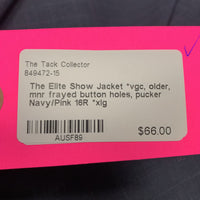 The Tack Collector
849472-15
The Elite Show Jacket *vgc, older,
mnr frayed button holes, pucker
Navy/Pink 16R *xlg
AUSF89
$66.00